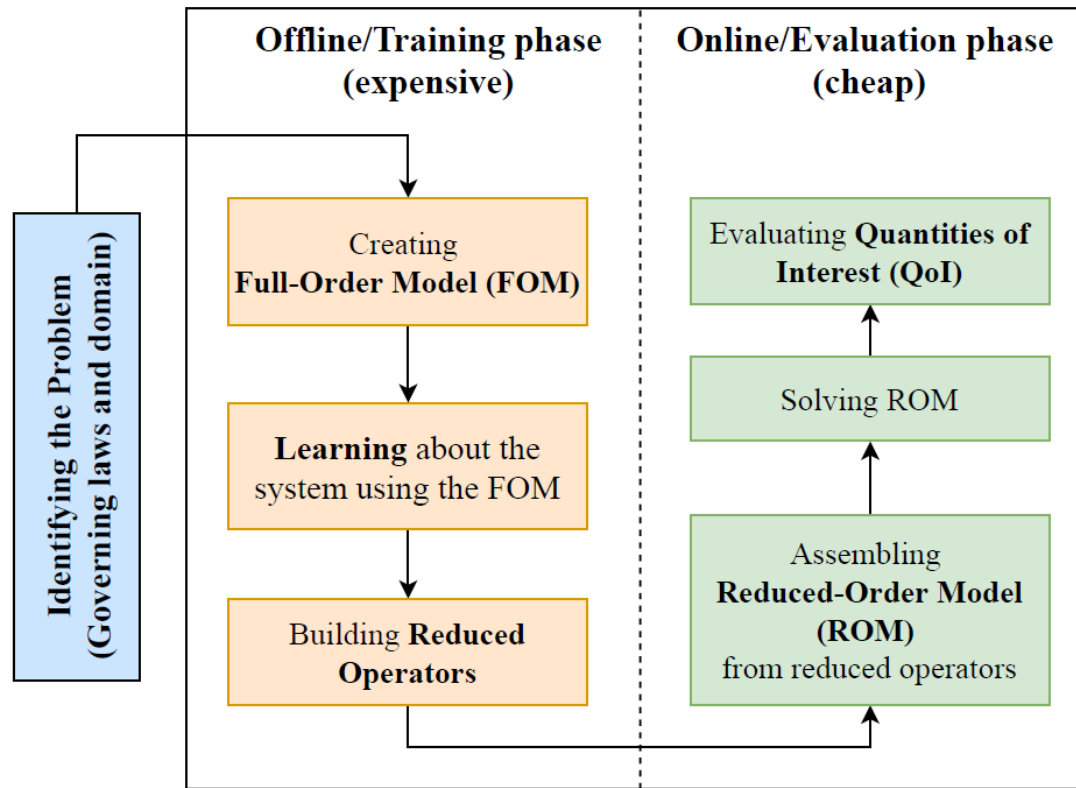 Offline/Training phase
(expensive)
Online/Evaluation phase
(cheap)
Identifying the Problem
(Governing laws and domain)
Creating
Full-Order Model (FOM)
Learning about the
system using the FOM
Building Reduced
Operators
Evaluating Quantities of
Interest (QoI)
Solving ROM
Assembling
Reduced-Order Model
(ROM)
from reduced operators